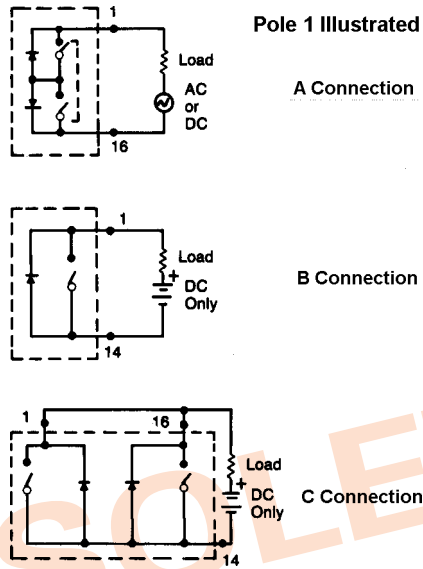 1
Pole 1 Illustrated
Load
AC
or
DC
A Connection
16
1
Load
+
DC
Only
B Connection
14
1
16
Load
+
DC
Only
C Connection
14
SOLE